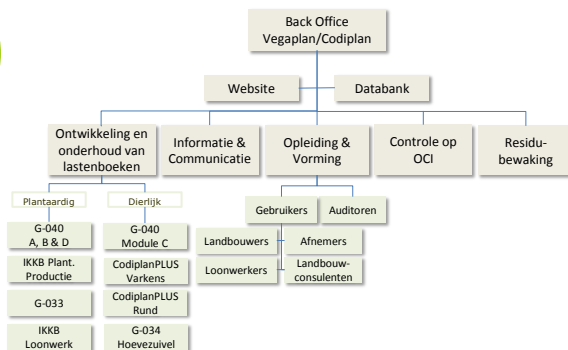 Back Office
Vegaplan/Codiplan
Website
Databank
Ontwikkeling en
onderhoud van
lastenboeken
Informatie &
Communicatie
Opleiding &
Vorming
Controle op
OCI
Residu-
bewaking
Plantaardig
Dierlijk
Gebruikers
Auditoren
G-040
A, B & D
G-040
Module C
Landbouwers
Afnemers
IKKB Plant.
Productie
CodiplanPLUS
Varkens
Loonwerkers
Landbouw-
consulenten
G-033
CodiplanPLUS
Rund
IKKB
Loonwerk
G-034
Hoevezuivel